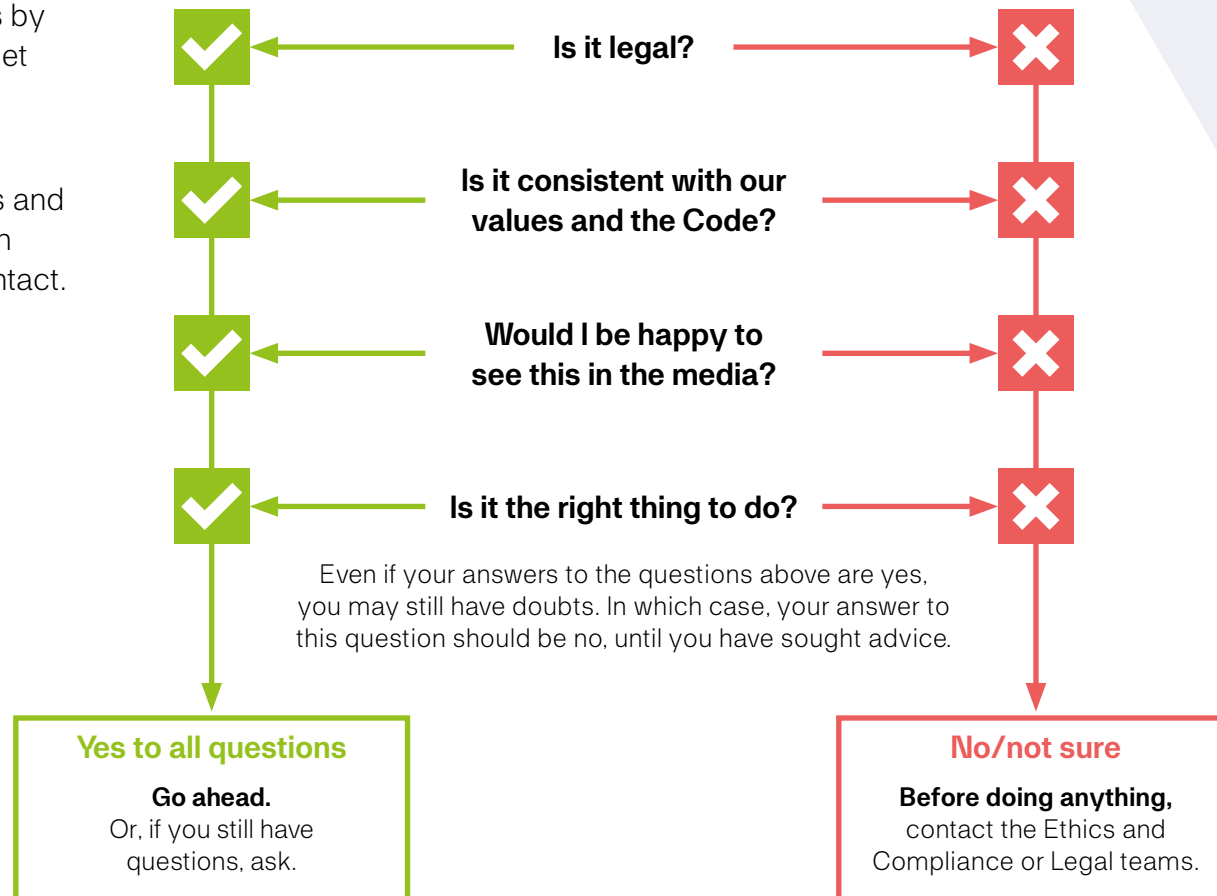 s by
et
s and
n
ntact.
Is it legal?
Is it consistent with our
values and the Code?
Would I be happy to
see this in the media?
Is it the right thing to do?
Even if your answers to the questions above are yes,
you may still have doubts. In which case, your answer to
this question should be no, until you have sought advice.
Yes to all questions
Go ahead.
Or, if you still have
questions, ask.
No/not sure
Before doing anything,
contact the Ethics and
Compliance or Legal teams.